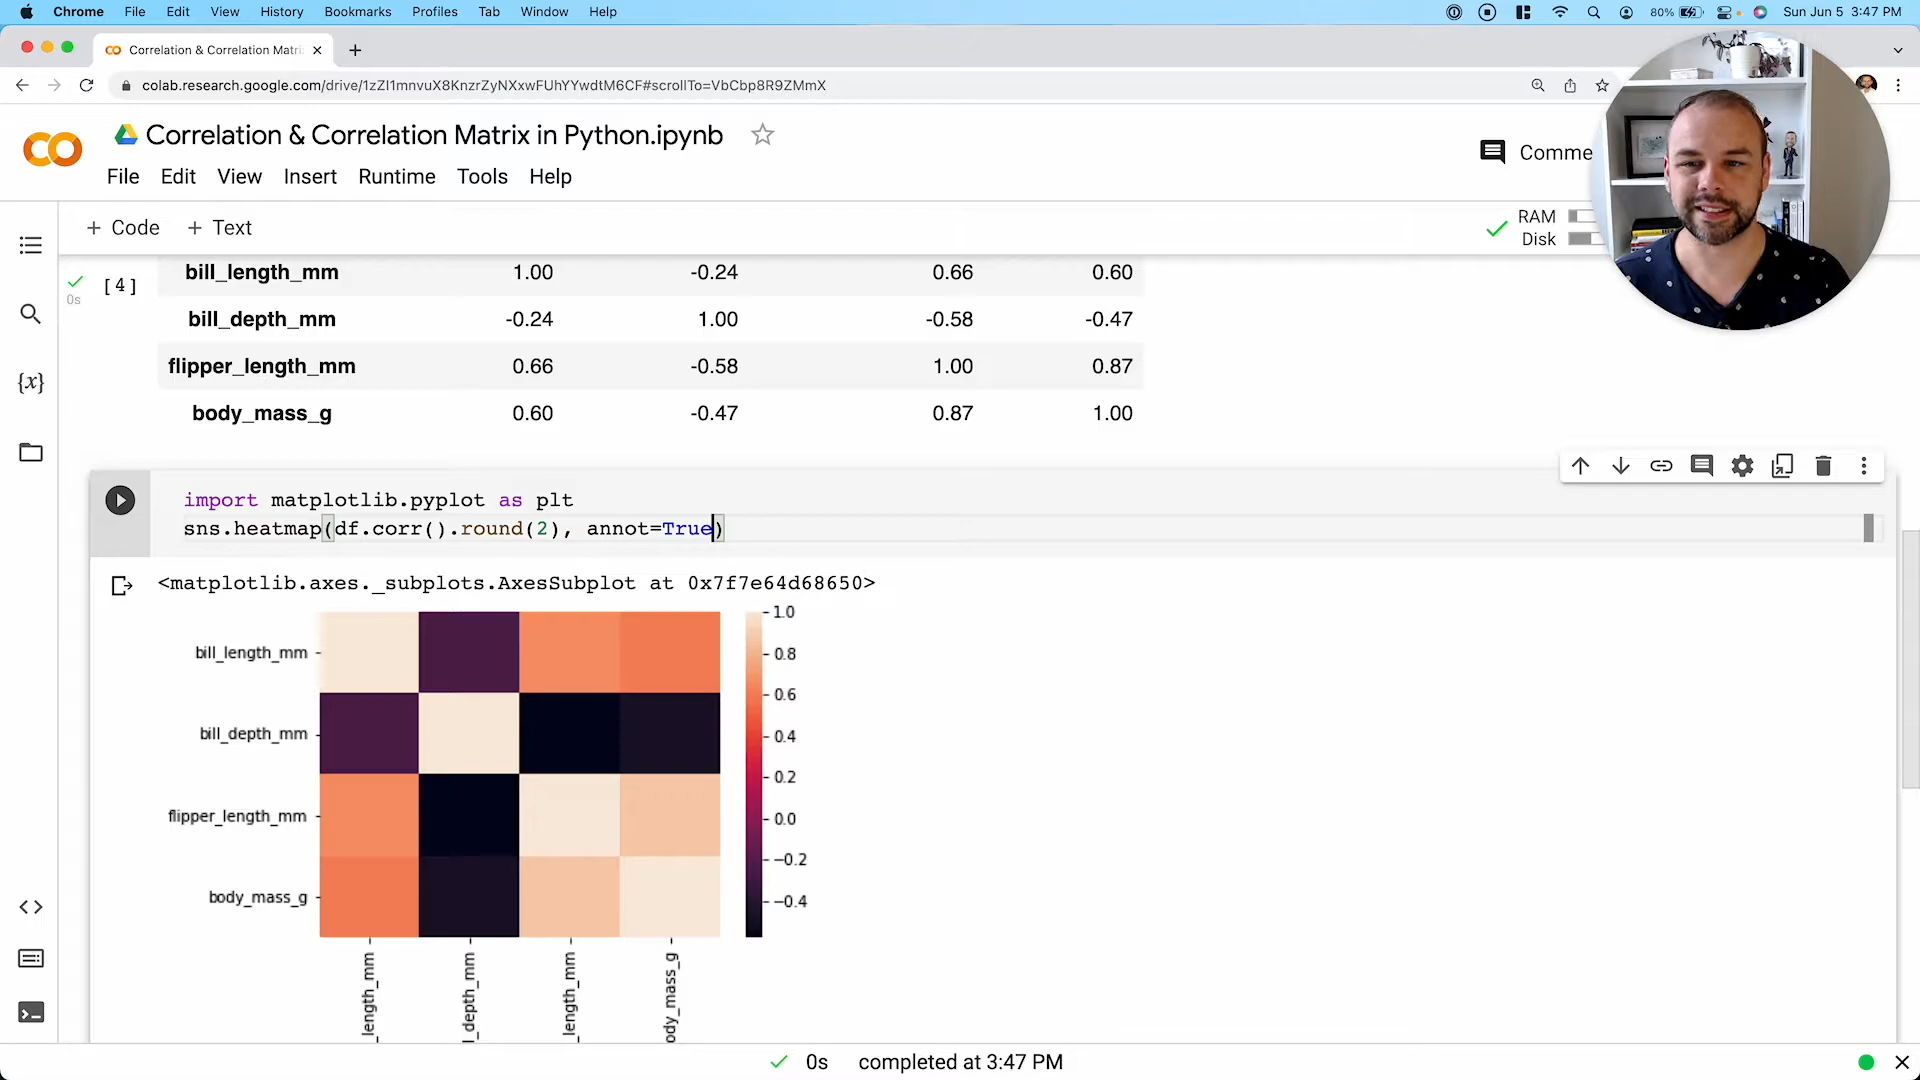 Chrome File Edit View History Bookmarks Profiles Tab Window Help 80% Sun Jun 5 3:47 PM
Correlation & Correlation Matri
colab.research.google.com/drive/1zZI1mnvuX8KnzrZyNXxwFUhYYwdtM6CF#scrollTo=VbCbp8R9ZMmX
CO Correlation & Correlation Matrix in Python.ipynb
Comme
File Edit View Insert Runtime Tools Help
+ Code + Text
RAM
Disk
[4]
0s
bill_length_mm 1.00 -0.24 0.66 0.60
bill_depth_mm -0.24 1.00 -0.58 -0.47
flipper_length_mm 0.66 -0.58 1.00 0.87
body_mass_g 0.60 -0.47 0.87 1.00
{x}
import matplotlib.pyplot as plt
sns.heatmap(df.corr().round(2), annot=True)
<matplotlib.axes._subplots.AxesSubplot at 0x7f7e64d68650>
bill_length_mm
bill_depth_mm
flipper_length_mm
body_mass_g
1.0
0.8
0.6
0.4
0.2
0.0
−0.2
−0.4
_length_mm
l_depth_mm
_length_mm
ody_mass_g
0s completed at 3:47 PM